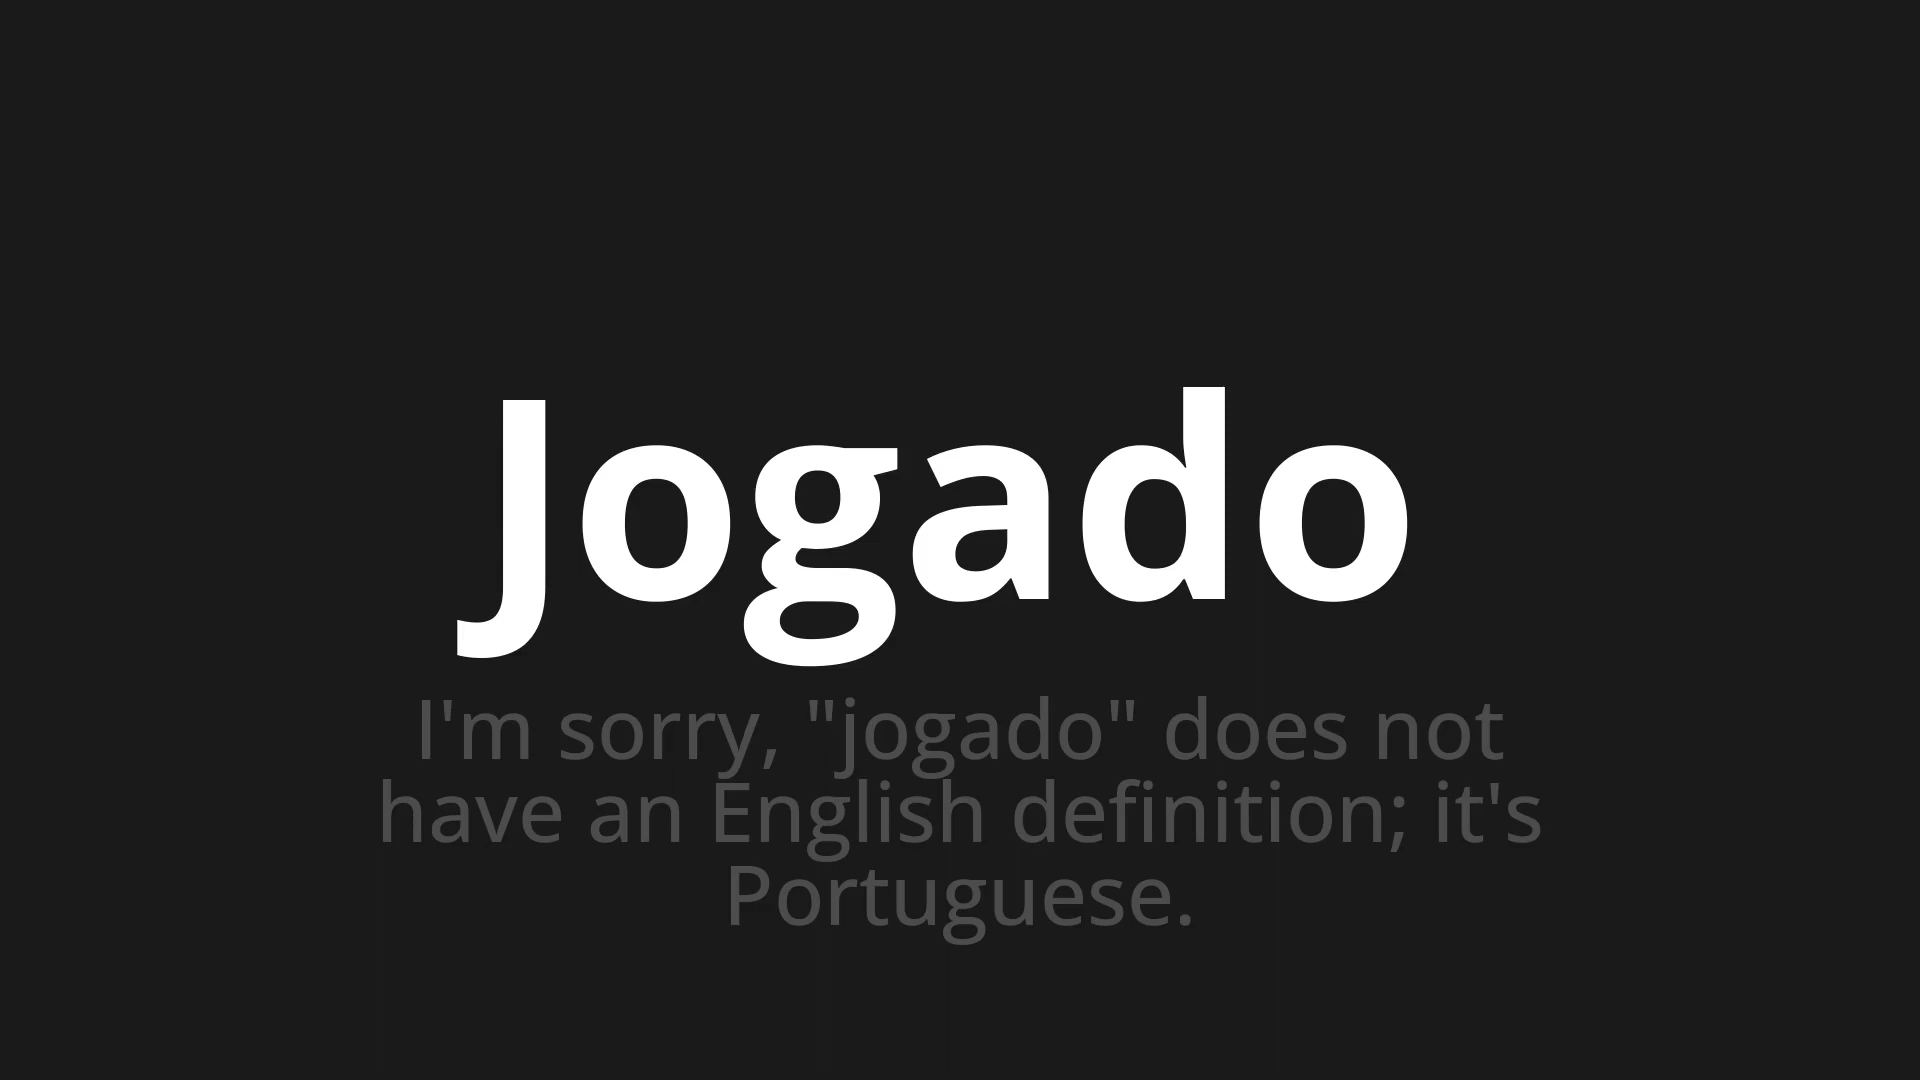 Jogado
I'm sorry, "jogado" does not
have an English definition; it's
Portuguese.